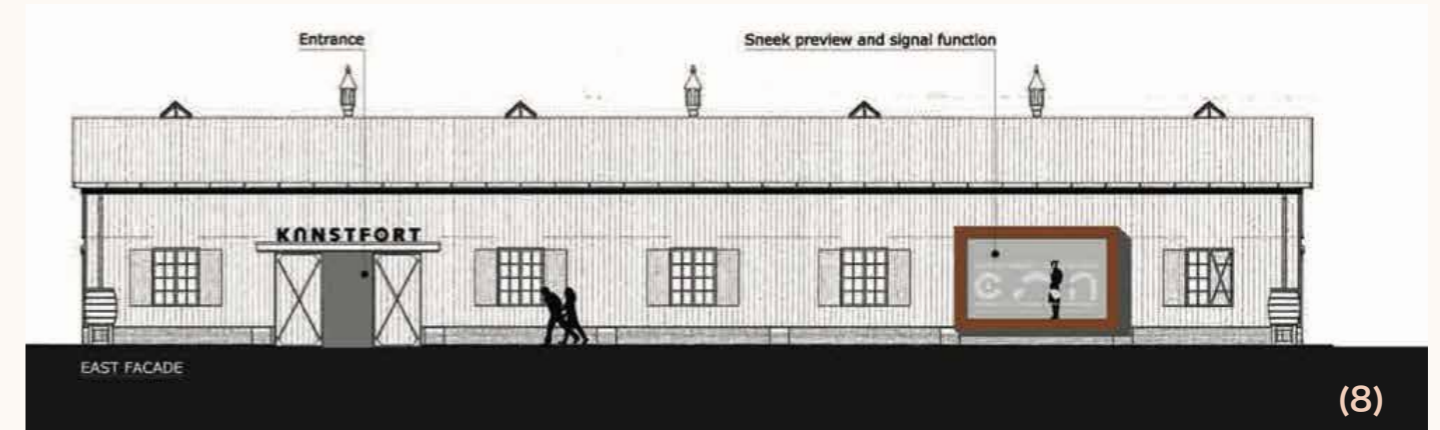 Entrance
Sneek preview and signal function
KUNSTFORT
EAST FACADE
(8)